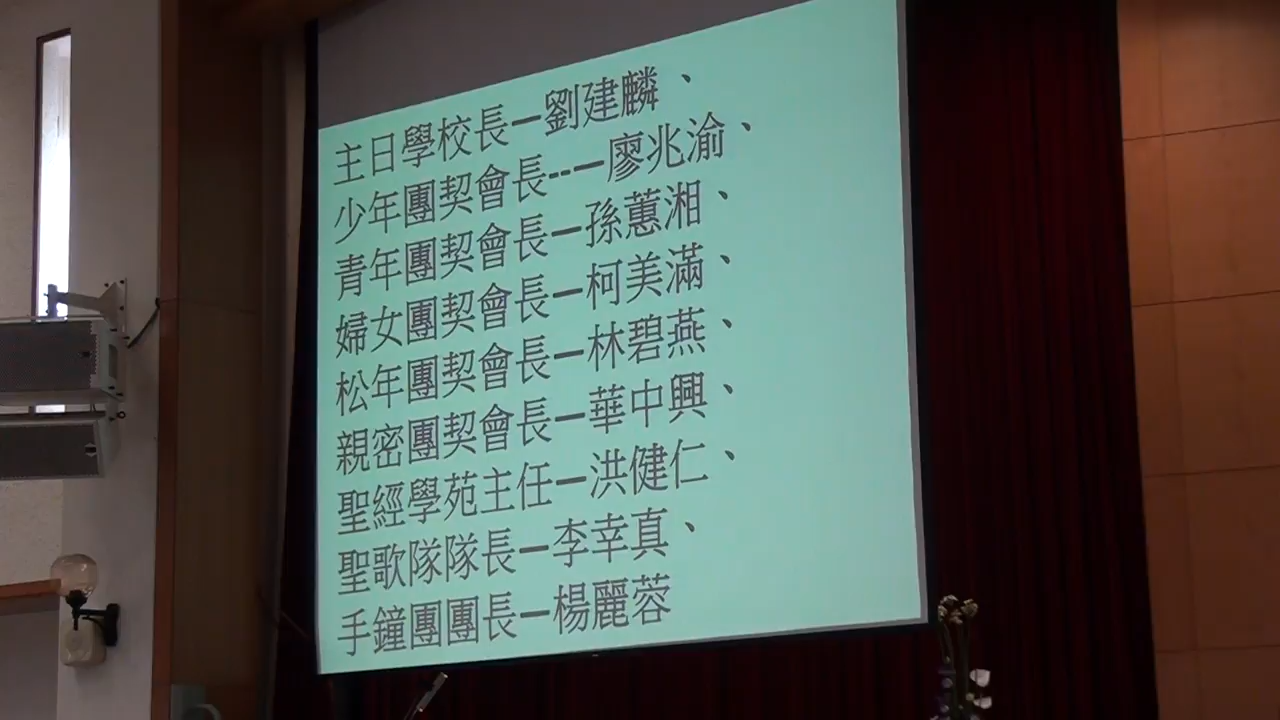 主日學校長—劉建麟、
少年團契會長--—廖兆渝、
青年團契會長—孫蕙湘、
婦女團契會長—柯美滿、
松年團契會長—林碧燕、
親密團契會長—華中興、
聖經學苑主任—洪健仁、
聖歌隊隊長—李幸真、
手鐘團團長—楊麗蓉